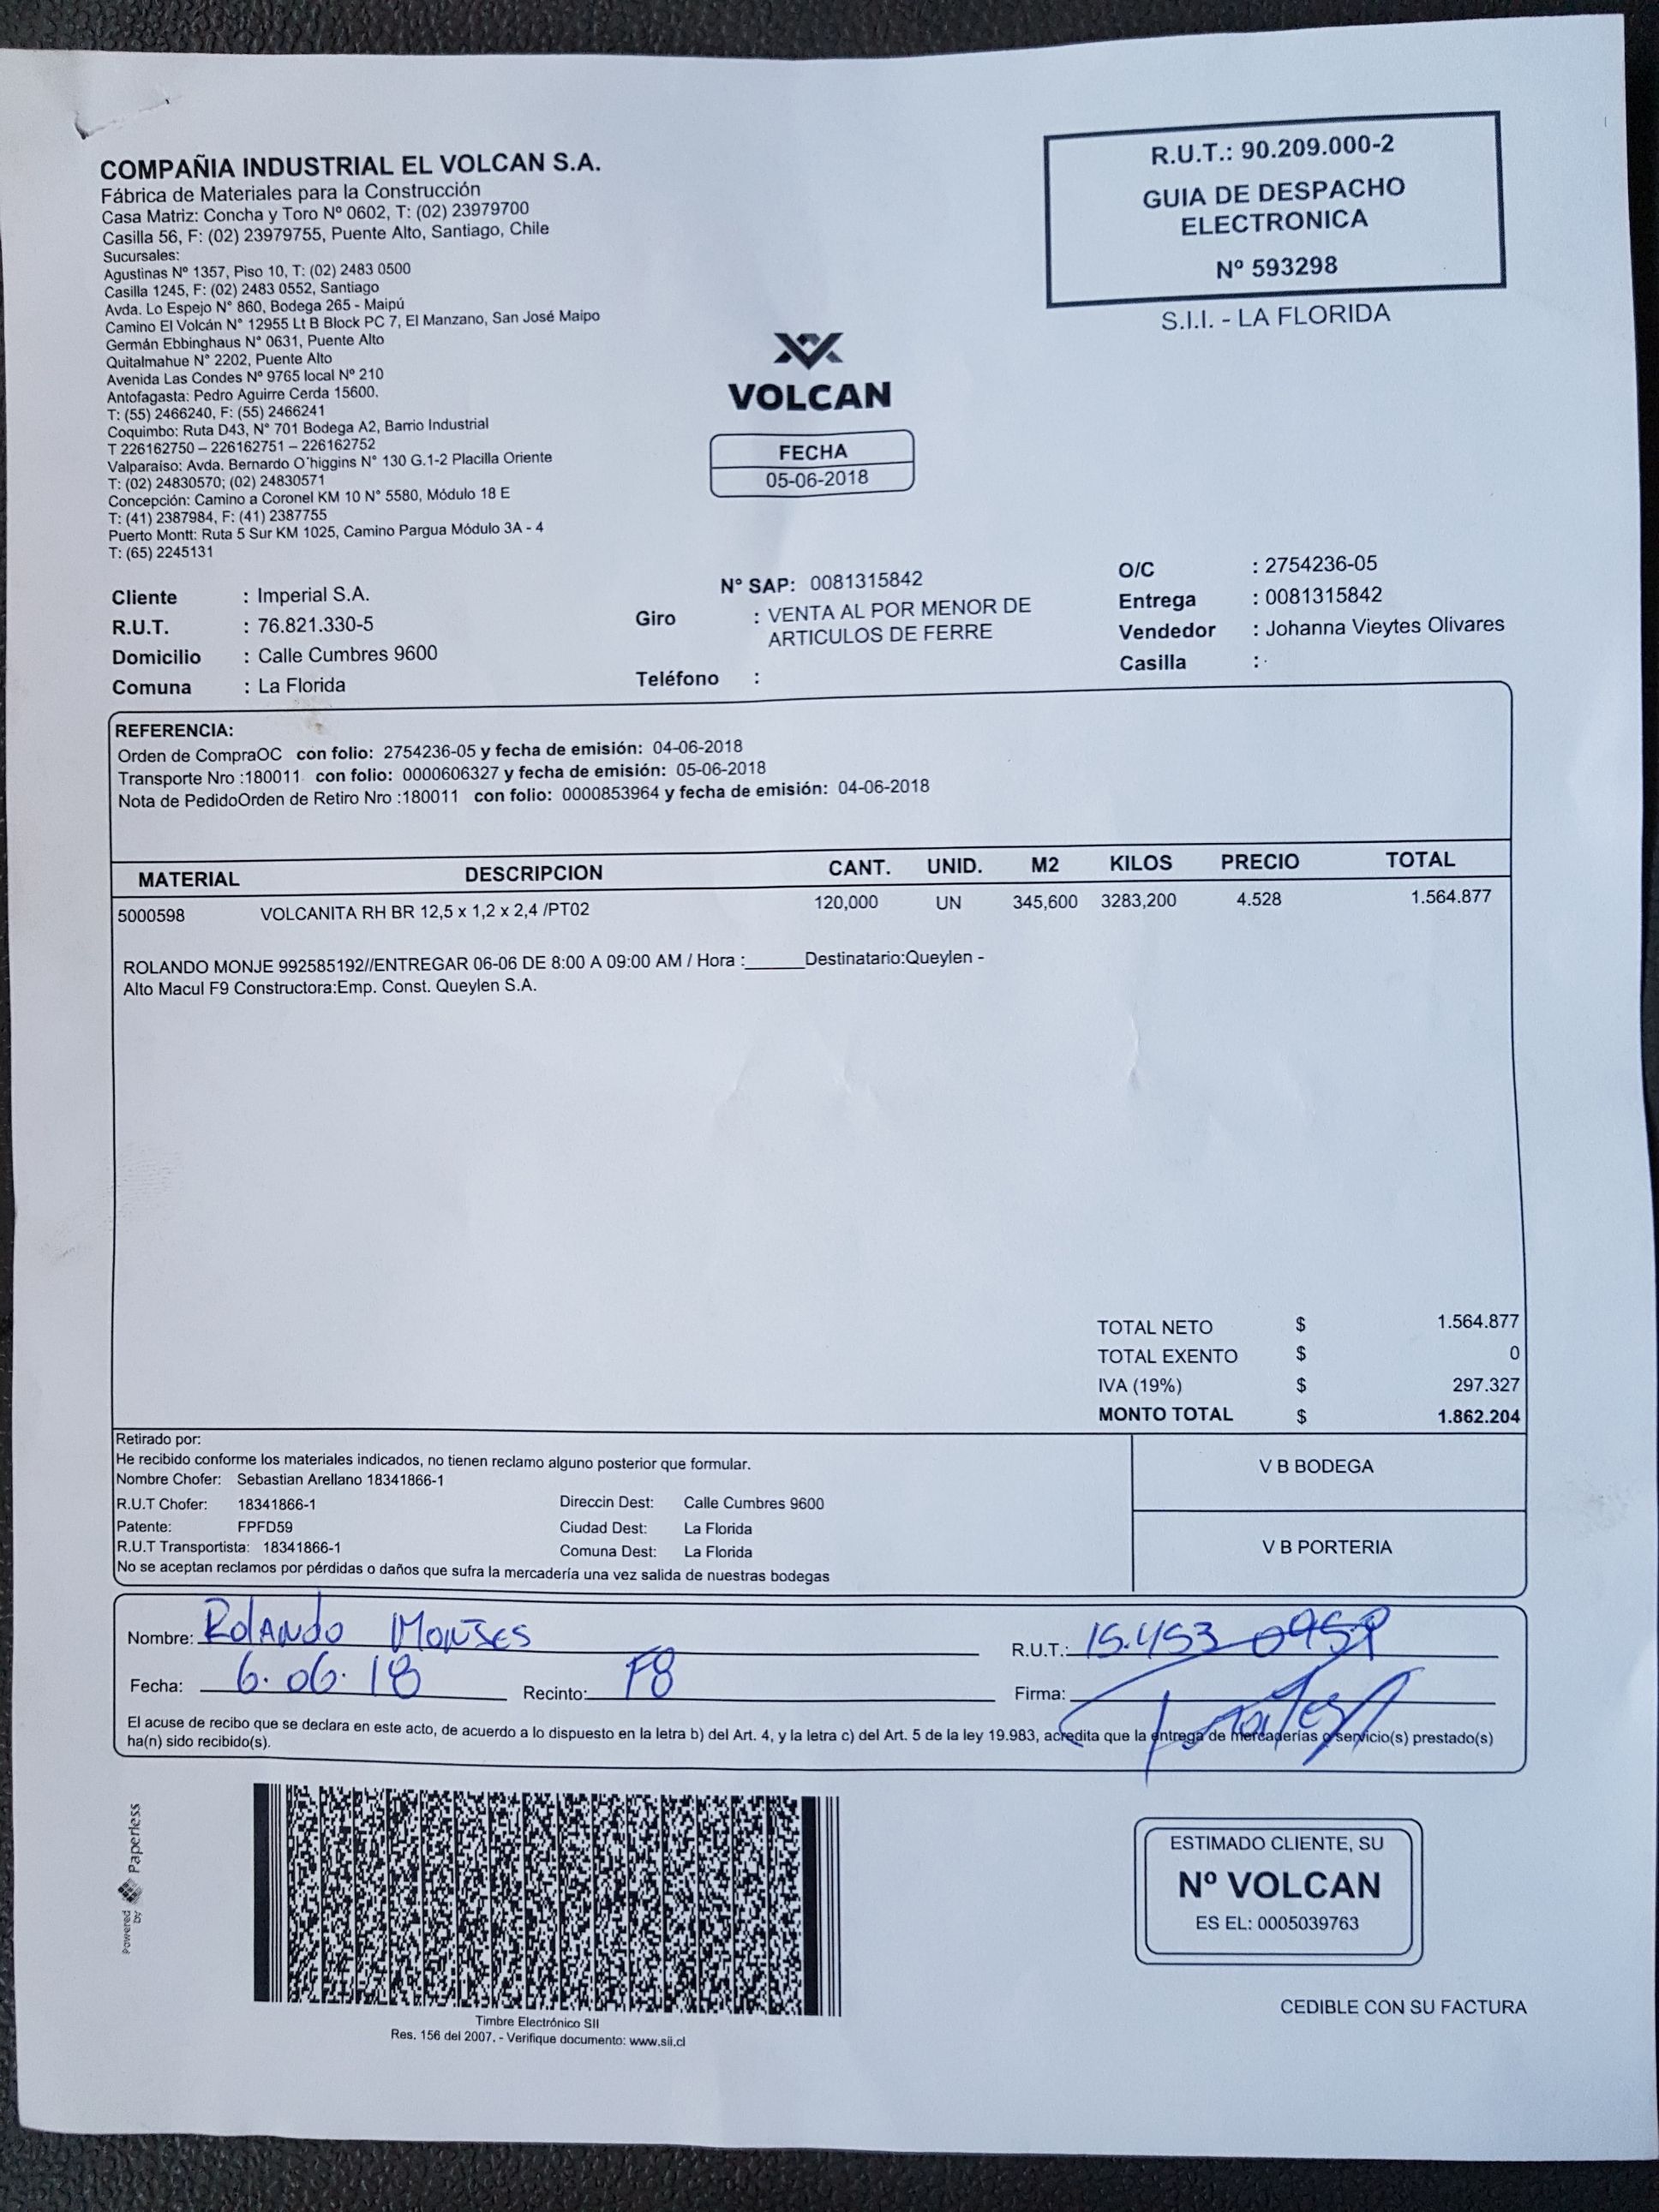 COMPAÑIA INDUSTRIAL EL VOLCAN S.A.
Fábrica de Materiales para la Construcción
Casa Matriz: Concha y Toro Nº 0602, T: (02) 23979700
Casilla 56, F: (02) 23979755, Puente Alto, Santiago, Chile
Sucursales:
Agustinas Nº 1357, Piso 10, T: (02) 2483 0500
Casilla 1245, F: (02) 2483 0552, Santiago
Avda. Lo Espejo N° 860, Bodega 265 - Maipú
Camino El Volcán N° 12955 Lt B Block PC 7, El Manzano, San José Maipo
Germán Ebbinghaus N° 0631, Puente Alto
Quitalmahue N° 2202, Puente Alto
Avenida Las Condes Nº 9765 local Nº 210
Antofagasta: Pedro Aguirre Cerda 15600.
T: (55) 2466240, F: (55) 2466241
Coquimbo: Ruta D43, N° 701 Bodega A2, Barrio Industrial
T 226162750 – 226162751 – 226162752
Valparaiso: Avda. Bernardo O´higgins N° 130 G.1-2 Placilla Oriente
T: (02) 24830570; (02) 24830571
Concepción: Camino a Coronel KM 10 N° 5580, Módulo 18 E
T: (41) 2387984, F: (41) 2387755
Puerto Montt: Ruta 5 Sur KM 1025, Camino Pargua Módulo 3A - 4
T: (65) 2245131
R.U.T.: 90.209.000-2
GUIA DE DESPACHO
ELECTRONICA
Nº 593298
S.I.I. - LA FLORIDA
VOLCAN
FECHA
05-06-2018
Cliente : Imperial S.A.
R.U.T. : 76.821.330-5
Domicilio : Calle Cumbres 9600
Comuna : La Florida
N° SAP: 0081315842
Giro : VENTA AL POR MENOR DE
ARTICULOS DE FERRE
Teléfono :
O/C : 2754236-05
Entrega : 0081315842
Vendedor : Johanna Vieytes Olivares
Casilla :
REFERENCIA:
Orden de CompraOC con folio: 2754236-05 y fecha de emisión: 04-06-2018
Transporte Nro :180011 con folio: 0000606327 y fecha de emisión: 05-06-2018
Nota de PedidoOrden de Retiro Nro :180011 con folio: 0000853964 y fecha de emisión: 04-06-2018
MATERIAL DESCRIPCION CANT. UNID. M2 KILOS PRECIO TOTAL
5000598 VOLCANITA RH BR 12,5 x 1,2 x 2,4 /PT02 120,000 UN 345,600 3283,200 4.528 1.564.877
ROLANDO MONJE 992585192//ENTREGAR 06-06 DE 8:00 A 09:00 AM / Hora :______Destinatario:Queylen -
Alto Macul F9 Constructora:Emp. Const. Queylen S.A.
TOTAL NETO $ 1.564.877
TOTAL EXENTO $ 0
IVA (19%) $ 297.327
MONTO TOTAL $ 1.862.204
Retirado por:
He recibido conforme los materiales indicados, no tienen reclamo alguno posterior que formular.
Nombre Chofer: Sebastian Arellano 18341866-1
R.U.T Chofer: 18341866-1 Direccin Dest: Calle Cumbres 9600
Patente: FPFD59 Ciudad Dest: La Florida
R.U.T Transportista: 18341866-1 Comuna Dest: La Florida
No se aceptan reclamos por pérdidas o daños que sufra la mercadería una vez salida de nuestras bodegas
V B BODEGA
V B PORTERIA
Nombre: Rolando R.U.T.: 15.453
Fecha: 6.06.18 Recinto: F8 Firma:
El acuse de recibo que se declara en este acto, de acuerdo a lo dispuesto en la letra b) del Art. 4, y la letra c) del Art. 5 de la ley 19.983, acredita que la entrega de mercaderías o servicio(s) prestado(s)
ha(n) sido recibido(s).
Powered by Paperless
Timbre Electrónico SII
Res. 156 del 2007. - Verifique documento: www.sii.cl
ESTIMADO CLIENTE, SU
Nº VOLCAN
ES EL: 0005039763
CEDIBLE CON SU FACTURA